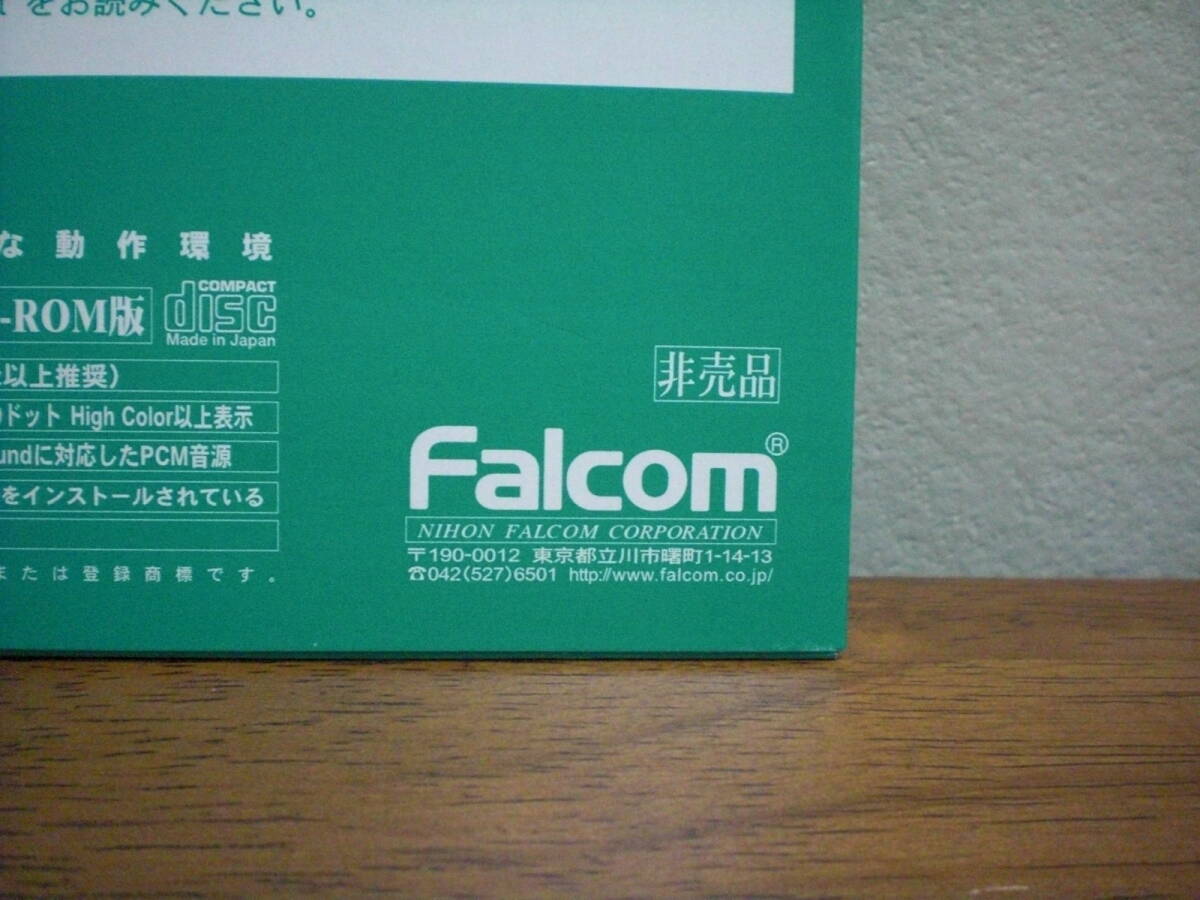 をお読みください。
な動作環境
-ROM版
COMPACT
disc
Made in Japan
以上推奨）
ドット High Color以上表示
undに対応したPCM音源
をインストールされている
または登録商標です。
非売品
Falcom®
NIHON FALCOM CORPORATION
〒190-0012 東京都立川市曙町1-14-13
☎042(527)6501 http://www.falcom.co.jp/